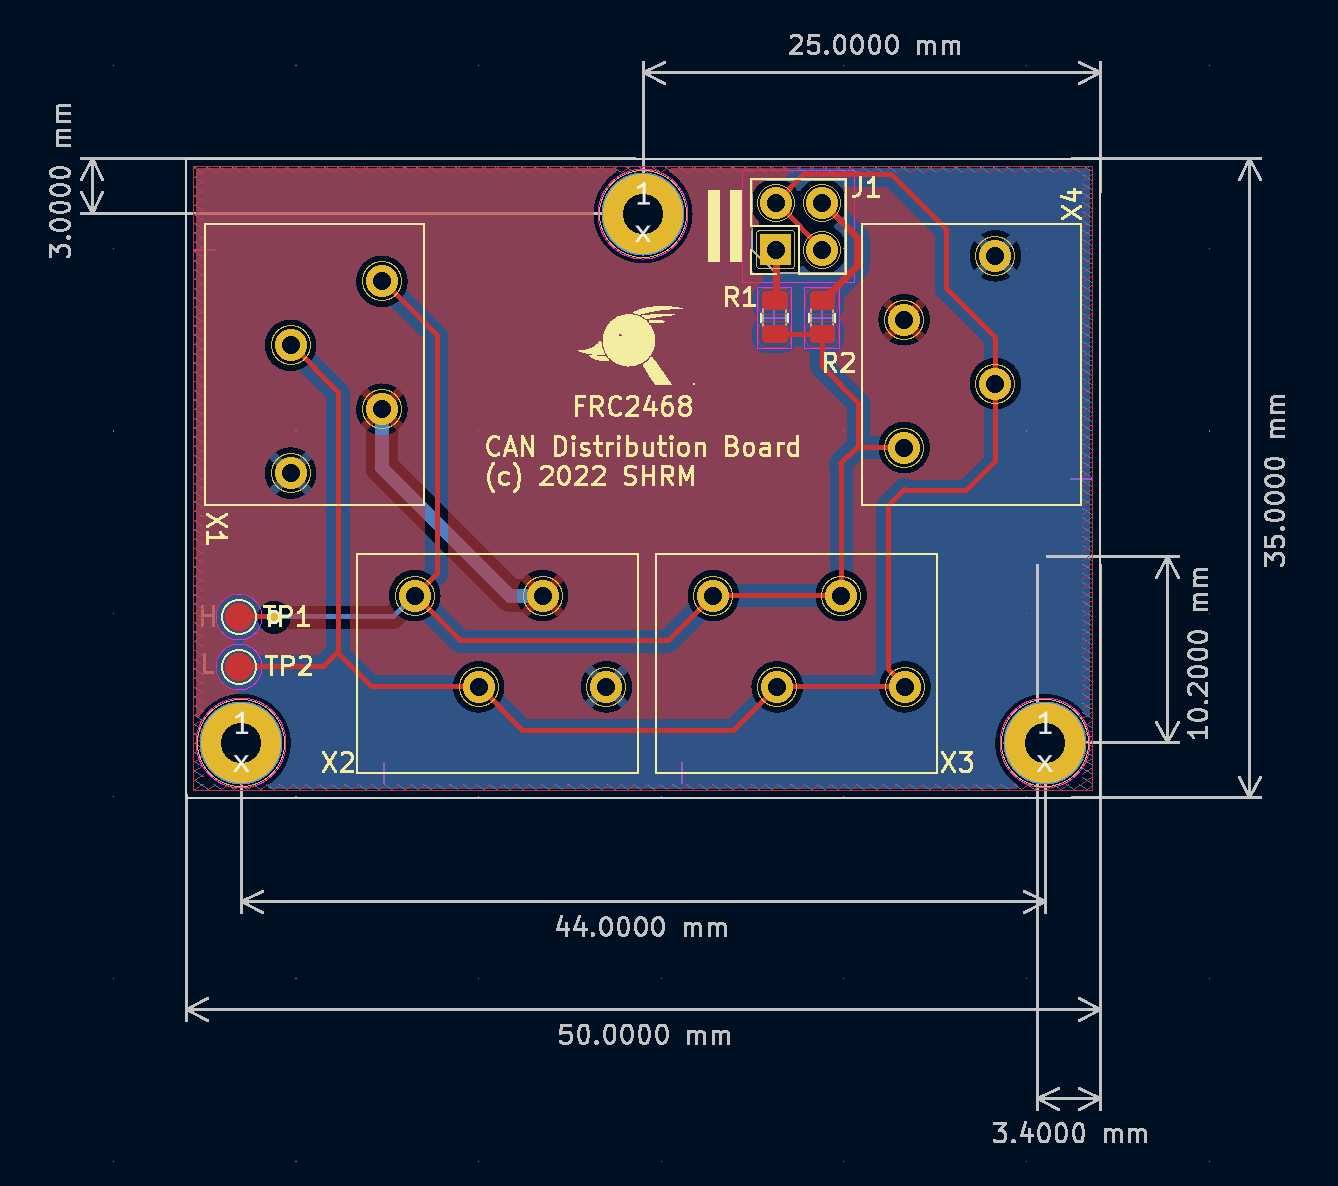 25.0000 mm
3.0000 mm
1
x
J1
X4
R1
R2
FRC2468
CAN Distribution Board
(c) 2022 SHRM
35.0000 mm
X1
H
TP1
L
TP2
10.2000 mm
1
x
1
x
X2
X3
44.0000 mm
50.0000 mm
3.4000 mm